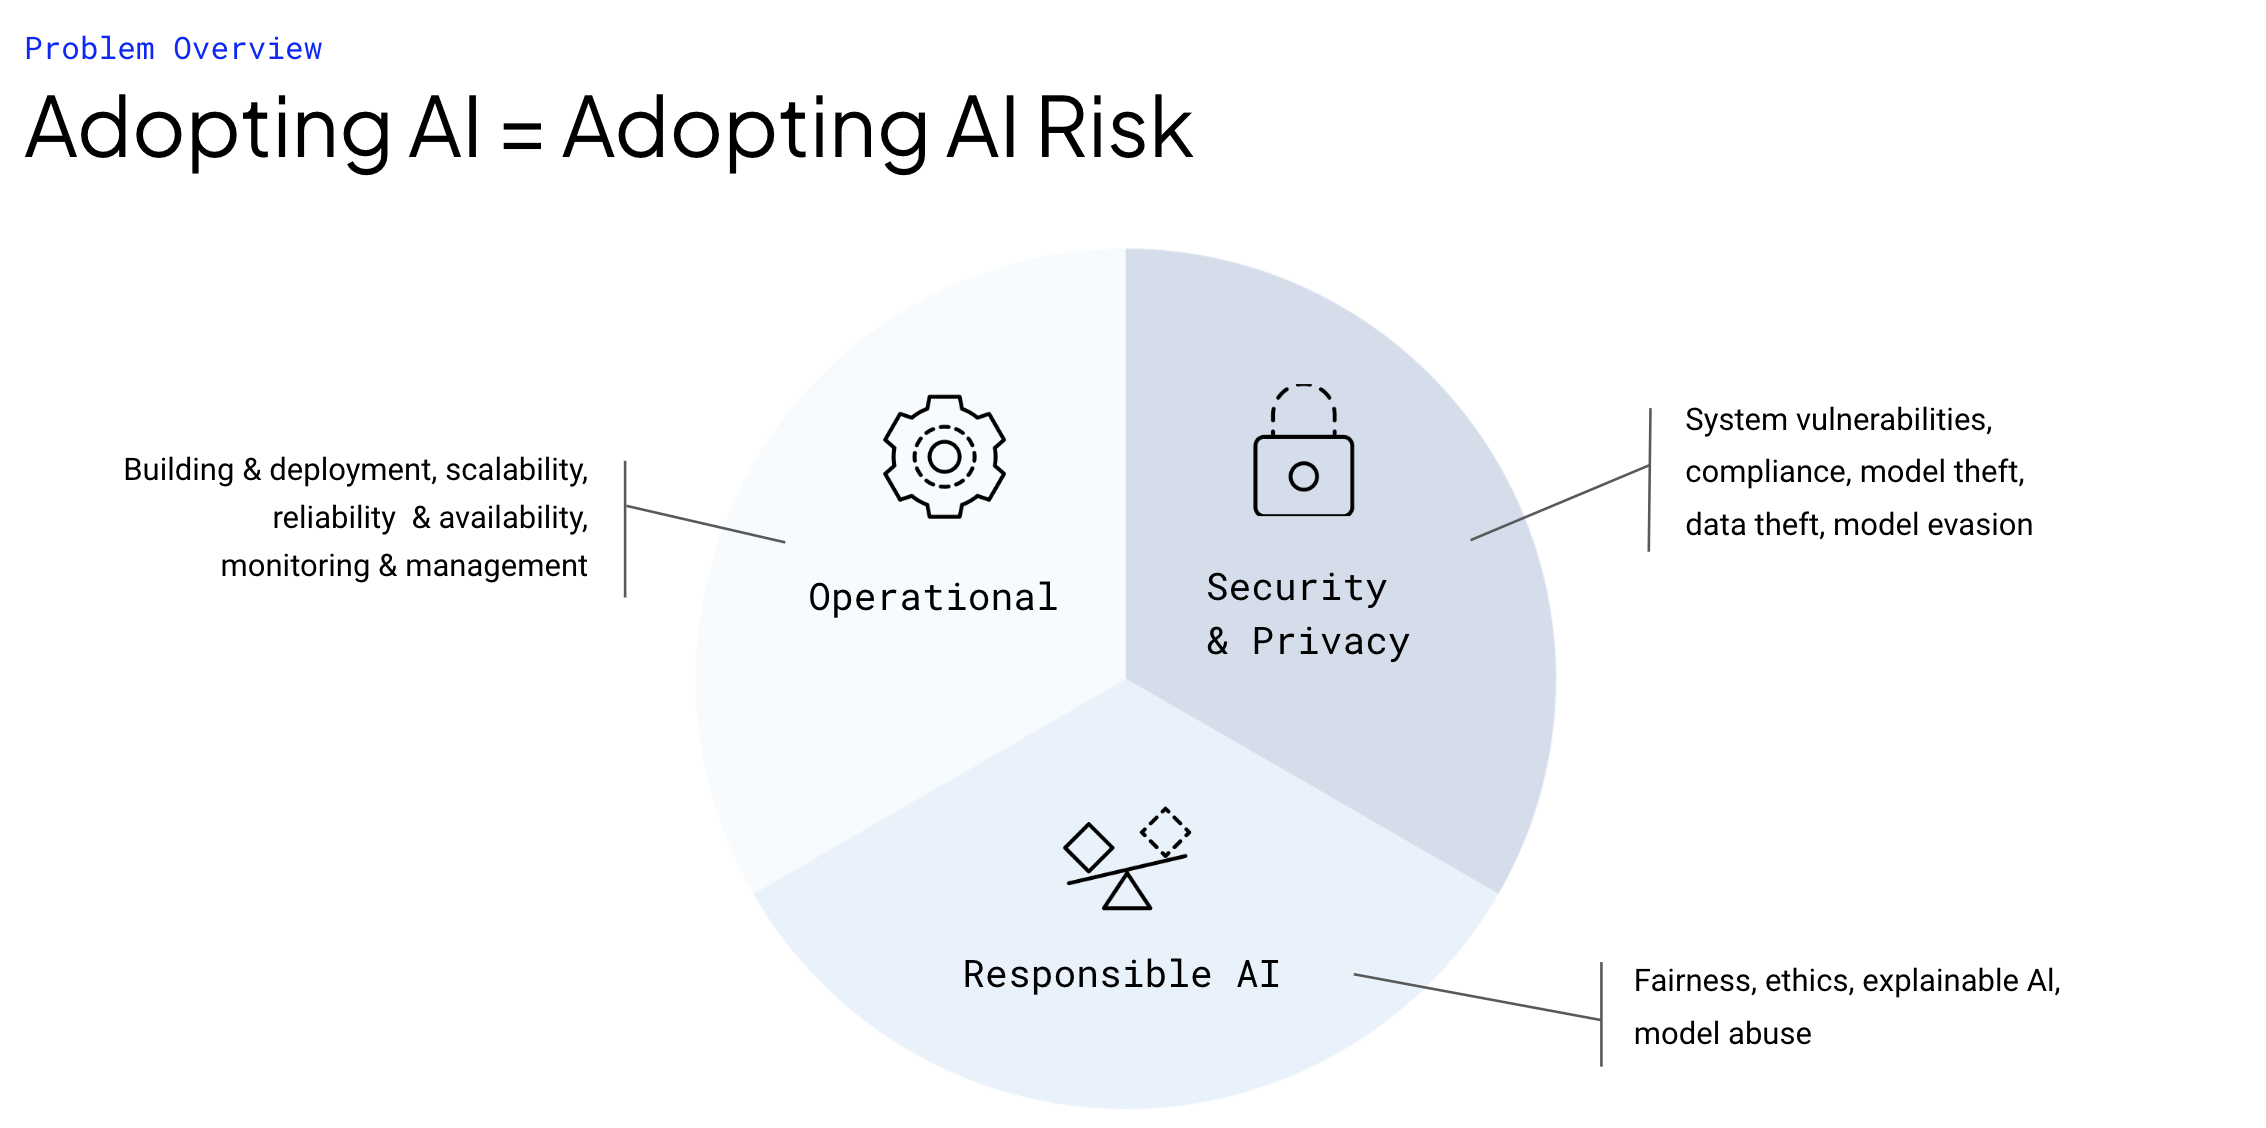 Problem Overview
Adopting AI = Adopting AI Risk
Building & deployment, scalability,
reliability & availability,
monitoring & management
Operational
Security
& Privacy
System vulnerabilities,
compliance, model theft,
data theft, model evasion
Responsible AI
Fairness, ethics, explainable AI,
model abuse